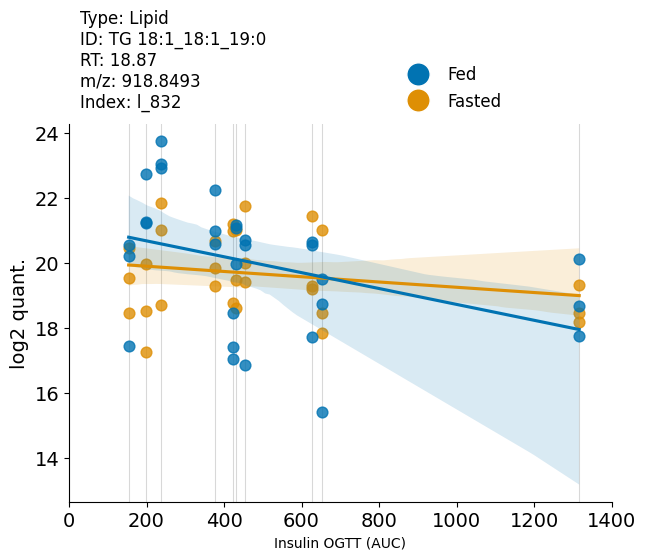 Type: Lipid
ID: TG 18:1_18:1_19:0
RT: 18.87
m/z: 918.8493
Index: l_832
Fed
Fasted
24
22
20
18
16
14
log2 quant.
0 200 400 600 800 1000 1200 1400
Insulin OGTT (AUC)